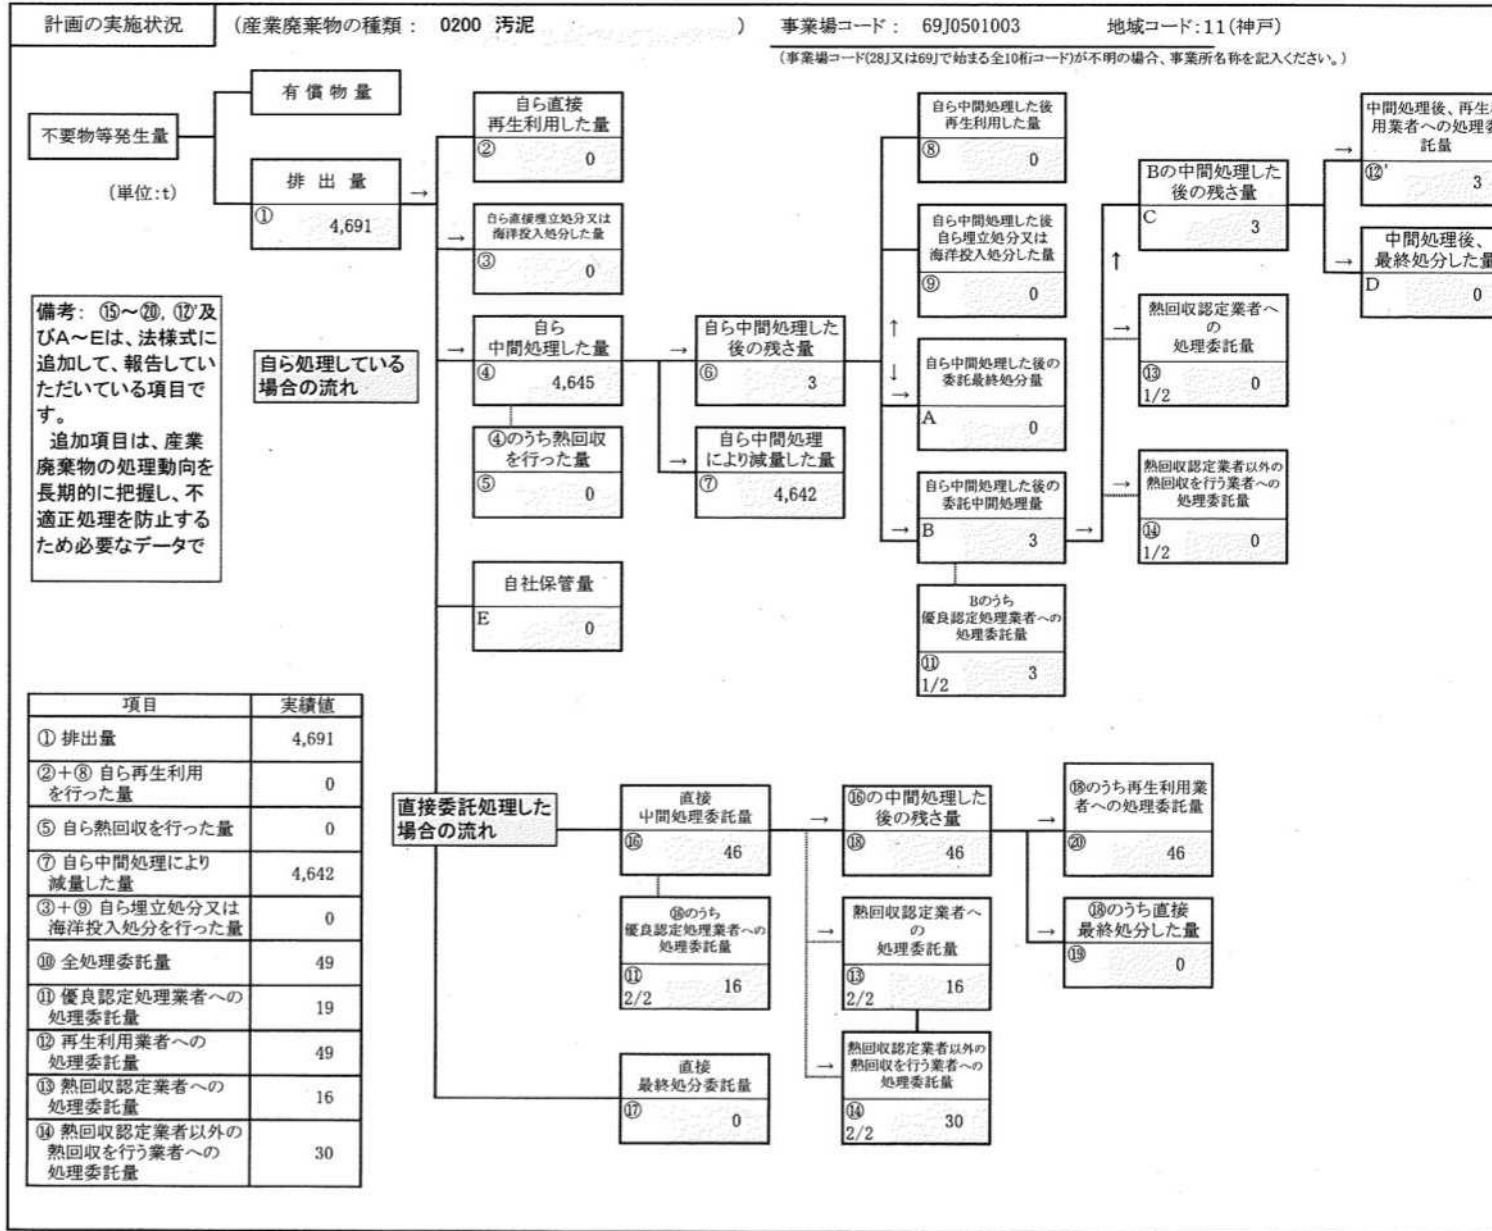 計画の実施状況
(産業廃棄物の種類： 0200 汚泥 )
事業場コード： 69J0501003
地域コード：11(神戸)
(事業場コード(28J又は69Jで始まる全10桁コード)が不明の場合、事業所名称を記入ください。)
不要物等発生量
(単位:t)
有償物量
排 出 量
①
4,691
→
自ら直接
再生利用した量
②
0
→
自ら直接埋立処分又は
海洋投入処分した量
③
0
→
自ら
中間処理した量
④
4,645
④のうち熱回収
を行った量
⑤
0
自社保管量
E
0
→
自ら中間処理した
後の残さ量
⑥
3
→
自ら中間処理
により減量した量
⑦
4,642
自ら中間処理した後
再生利用した量
⑧
0
自ら中間処理した後
自ら埋立処分又は
海洋投入処分した量
⑨
0
↑
↓
→
自ら中間処理した後の
委託最終処分量
A
0
→
自ら中間処理した後の
委託中間処理量
B
3
→
Bのうち
優良認定処理業者への
処理委託量
⑪
1/2
3
Bの中間処理した
後の残さ量
C
3
↑
→
熱回収認定業者へ
の
処理委託量
⑬
1/2
0
→
熱回収認定業者以外の
熱回収を行う業者への
処理委託量
⑭
1/2
0
→
中間処理後、再生利
用業者への処理委
託量
⑫'
3
→
中間処理後、
最終処分した量
D
0
備考： ⑮～⑳, ⑫'及
びA～Eは、法様式に
追加して、報告してい
ただいている項目で
す。
追加項目は、産業
廃棄物の処理動向を
長期的に把握し、不
適正処理を防止する
ため必要なデータで
自ら処理している
場合の流れ
項目 実績値
① 排出量 4,691
②＋⑧ 自ら再生利用
を行った量
0
⑤ 自ら熱回収を行った量 0
⑦ 自ら中間処理により
減量した量
4,642
③＋⑨ 自ら埋立処分又は
海洋投入処分を行った量
0
⑩ 全処理委託量 49
⑪ 優良認定処理業者への
処理委託量
19
⑫ 再生利用業者への
処理委託量
49
⑬ 熱回収認定業者への
処理委託量
16
⑭ 熱回収認定業者以外の
熱回収を行う業者への
処理委託量
30
直接委託処理した
場合の流れ
直接
中間処理委託量
⑯
46
⑯のうち
優良認定処理業者への
処理委託量
⑪
2/2
16
直接
最終処分委託量
⑰
0
→
⑯の中間処理した
後の残さ量
⑱
46
→
熱回収認定業者へ
の
処理委託量
⑬
2/2
16
→
熱回収認定業者以外の
熱回収を行う業者への
処理委託量
⑭
2/2
30
→
⑱のうち再生利用業
者への処理委託量
⑳
46
→
⑱のうち直接
最終処分した量
⑲
0